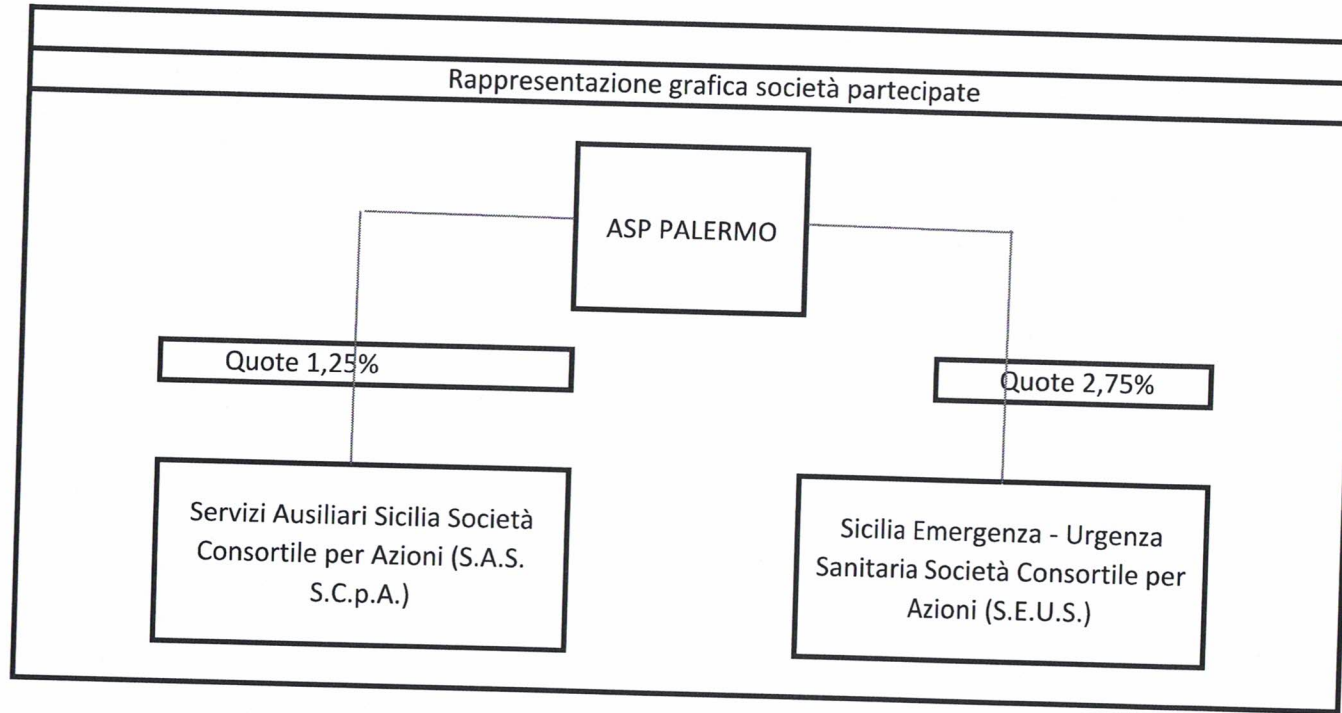 Rappresentazione grafica società partecipate
ASP PALERMO
Quote 1,25%
Quote 2,75%
Servizi Ausiliari Sicilia Società
Consortile per Azioni (S.A.S.
S.C.p.A.)
Sicilia Emergenza - Urgenza
Sanitaria Società Consortile per
Azioni (S.E.U.S.)